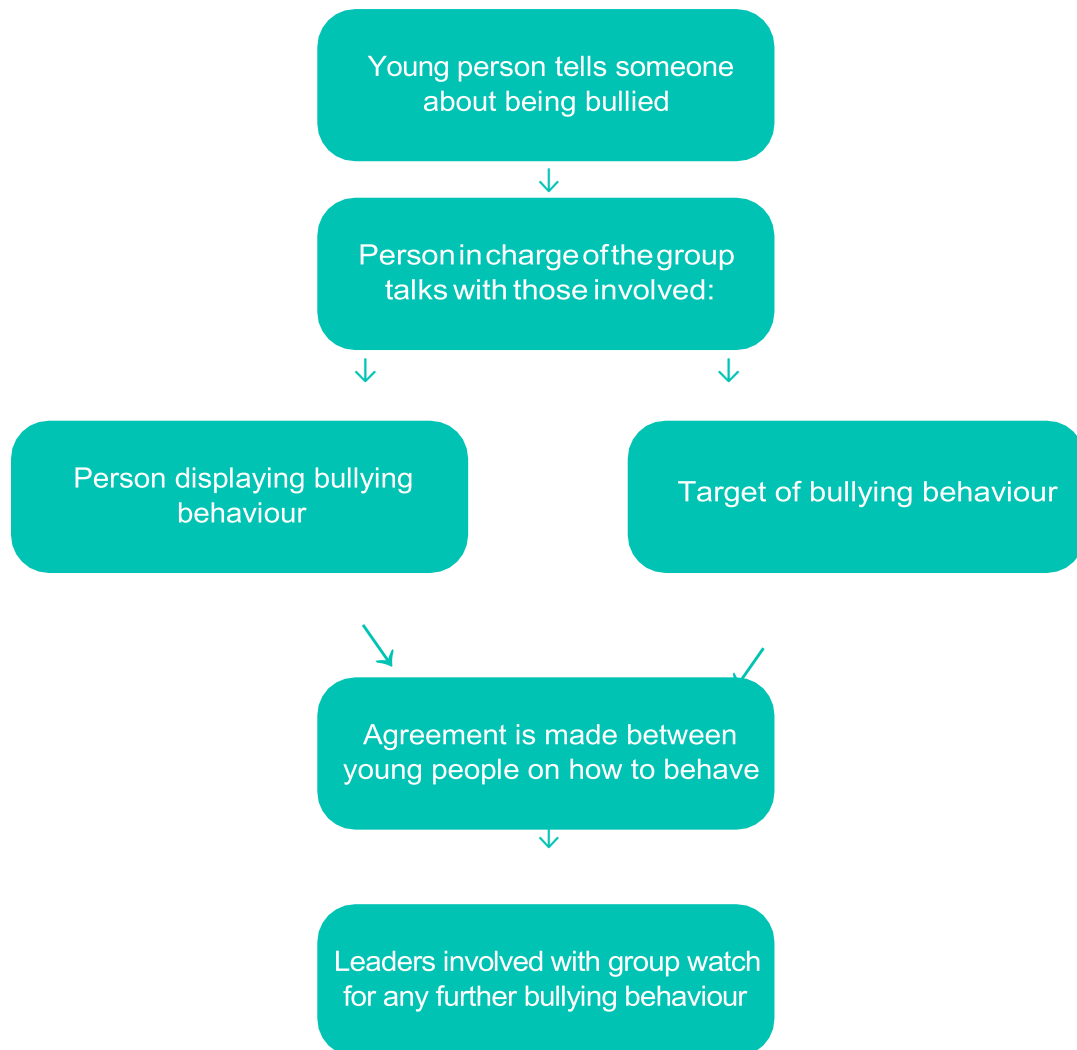 Young person tells someone
about being bullied
Person in charge of the group
talks with those involved:
Person displaying bullying
behaviour
Target of bullying behaviour
Agreement is made between
young people on how to behave
Leaders involved with group watch
for any further bullying behaviour